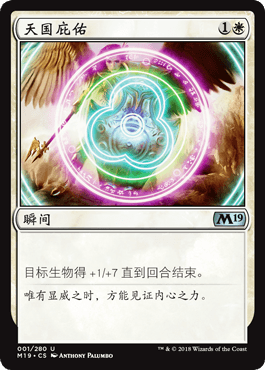 天国庇佑 1
瞬间 M19
目标生物得 +1/+7 直到回合结束。
唯有显威之时，方能见证内心之力。
001/280 U
M19 • CS Anthony Palumbo
™ & © 2018 Wizards of the Coast